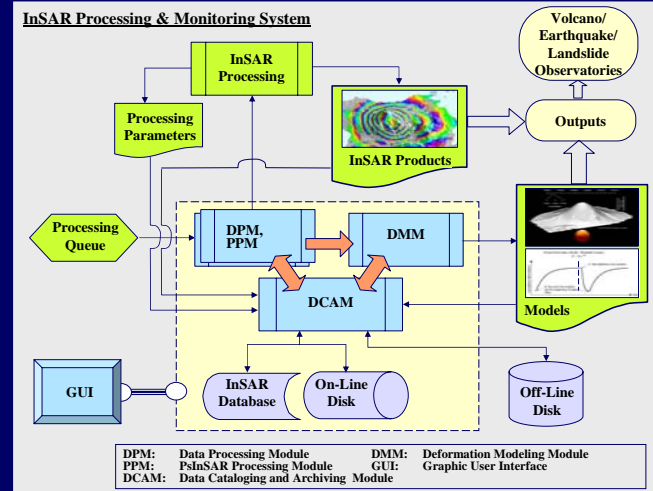 InSAR Processing & Monitoring System
Volcano/
Earthquake/
Landslide
Observatories
InSAR
Processing
Processing
Parameters
InSAR Products
Outputs
Processing
Queue
DPM,
PPM
DMM
DCAM
Models
GUI
InSAR
Database
On-Line
Disk
Off-Line
Disk
DPM: Data Processing Module DMM: Deformation Modeling Module
PPM: PsInSAR Processing Module GUI: Graphic User Interface
DCAM: Data Cataloging and Archiving Module